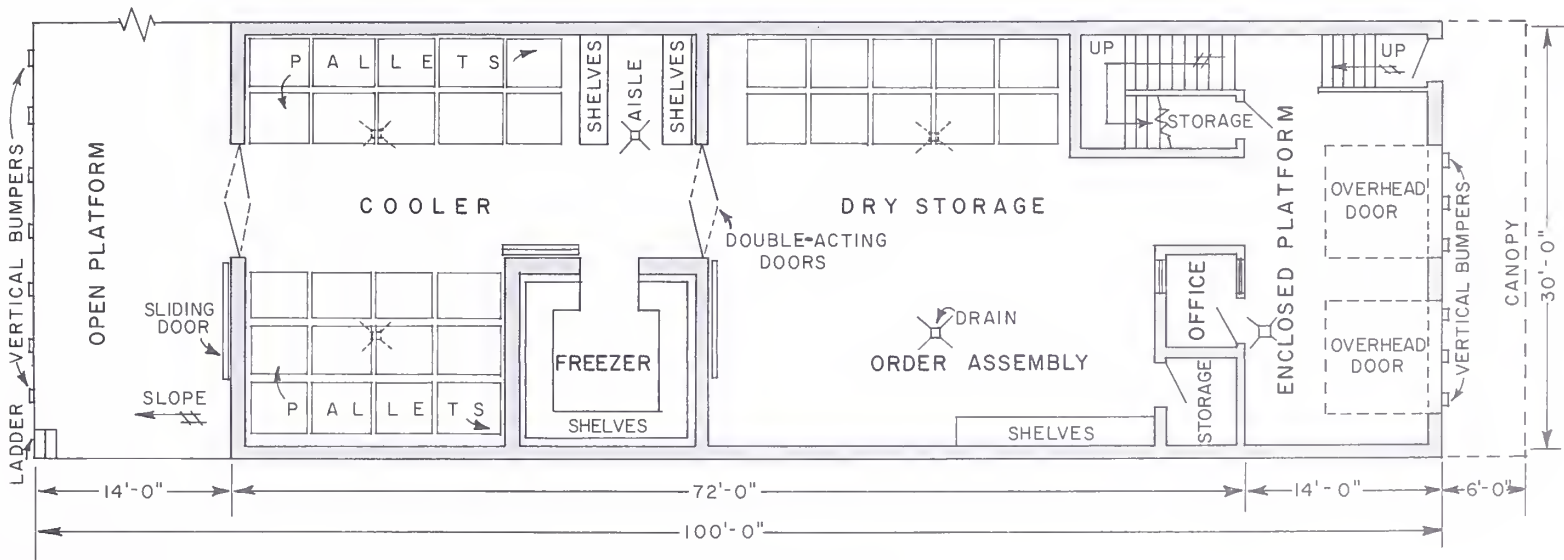 PALLETS
SHELVES
AISLE
SHELVES
UP
UP
STORAGE
VERTICAL BUMPERS
OPEN PLATFORM
COOLER
DRY STORAGE
DOUBLE-ACTING
DOORS
ENCLOSED PLATFORM
OVERHEAD
DOOR
VERTICAL BUMPERS
CANOPY
30'-0"
SLIDING
DOOR
FREEZER
DRAIN
ORDER ASSEMBLY
OFFICE
OVERHEAD
DOOR
SLOPE
PALLETS
SHELVES
SHELVES
STORAGE
LADDER
14'-0"
72'-0"
14'-0"
6'-0"
100'-0"